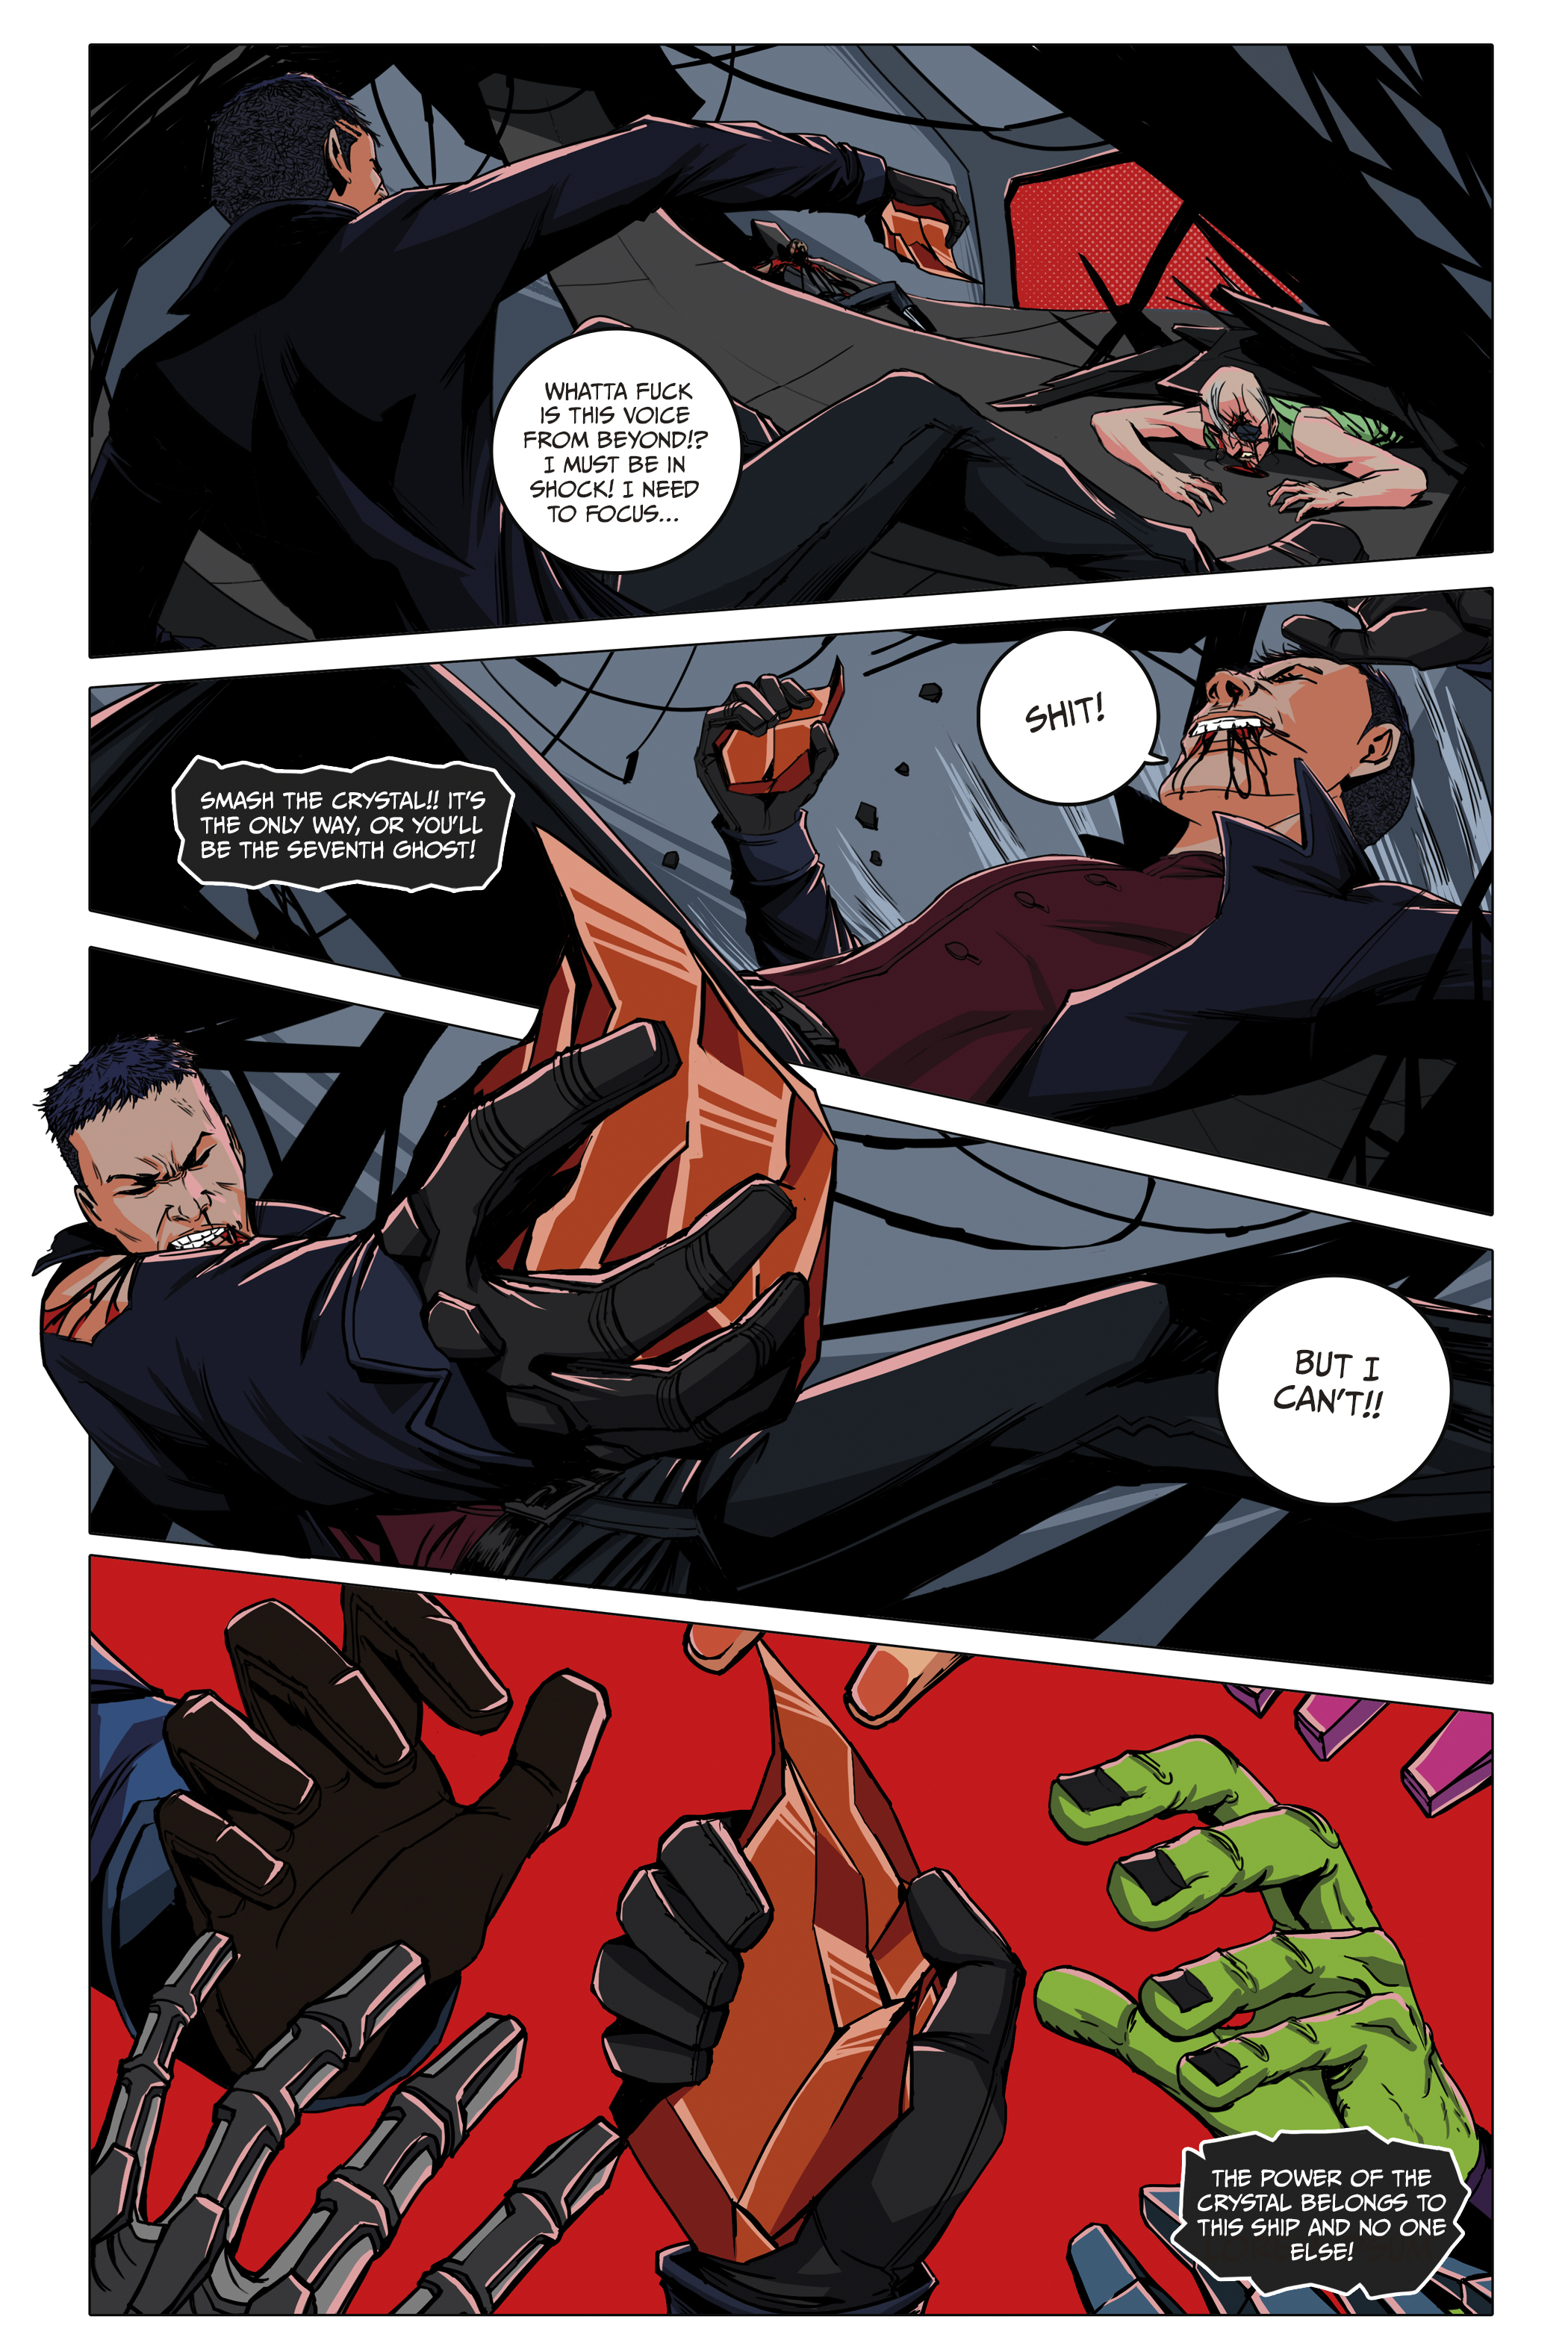 WHATTA FUCK
IS THIS VOICE
FROM BEYOND!?
I MUST BE IN
SHOCK! I NEED
TO FOCUS...
SHIT!
SMASH THE CRYSTAL!! IT'S
THE ONLY WAY, OR YOU'LL
BE THE SEVENTH GHOST!
BUT I
CAN'T!!
THE POWER OF THE
CRYSTAL BELONGS TO
THIS SHIP AND NO ONE
ELSE!